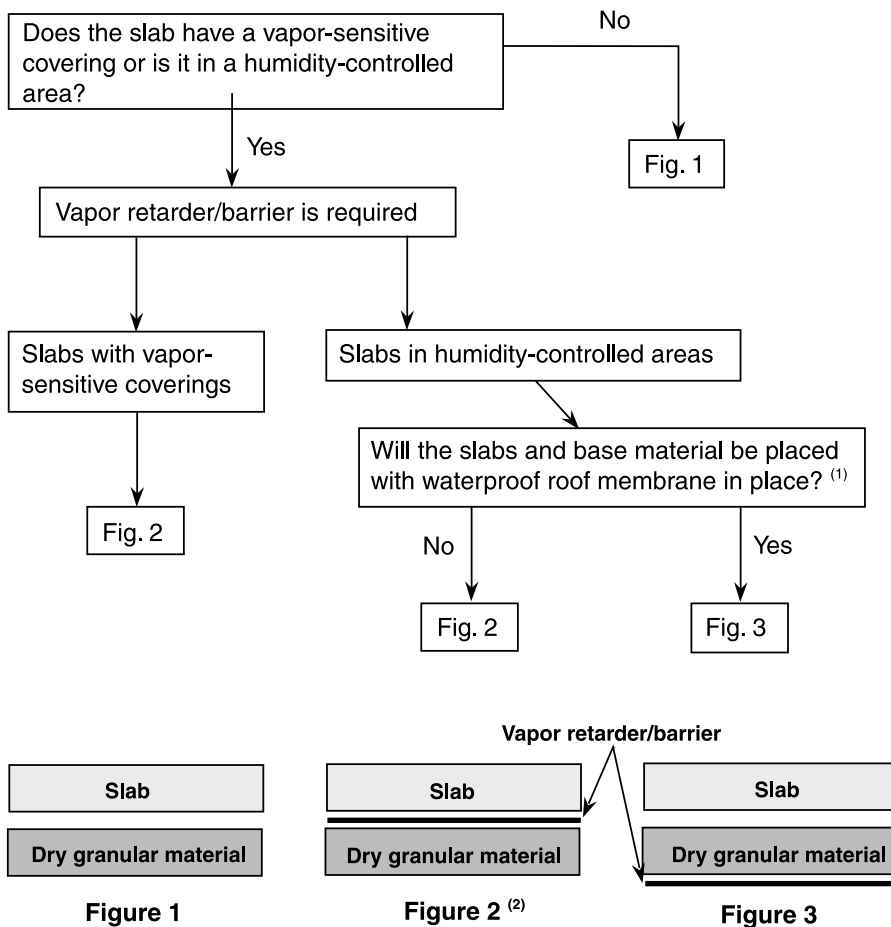 Does the slab have a vapor-sensitive
covering or is it in a humidity-controlled
area?
No
Yes
Fig. 1
Vapor retarder/barrier is required
Slabs with vapor-
sensitive coverings
Slabs in humidity-controlled areas
Will the slabs and base material be placed
with waterproof roof membrane in place? (1)
Fig. 2
No
Yes
Fig. 2
Fig. 3
Vapor retarder/barrier
Slab
Dry granular material
Figure 1
Slab
Dry granular material
Figure 2 (2)
Slab
Dry granular material
Figure 3